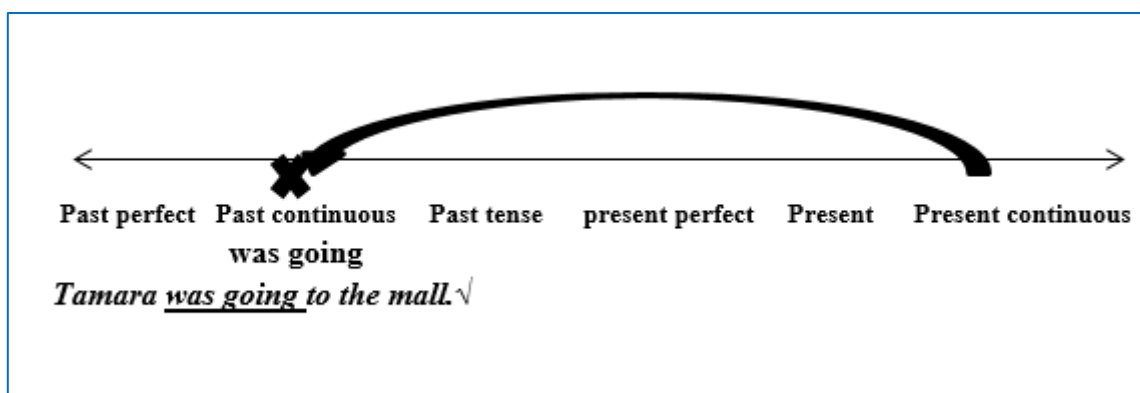 Past perfect Past continuous Past tense present perfect Present Present continuous
was going
Tamara was going to the mall.√